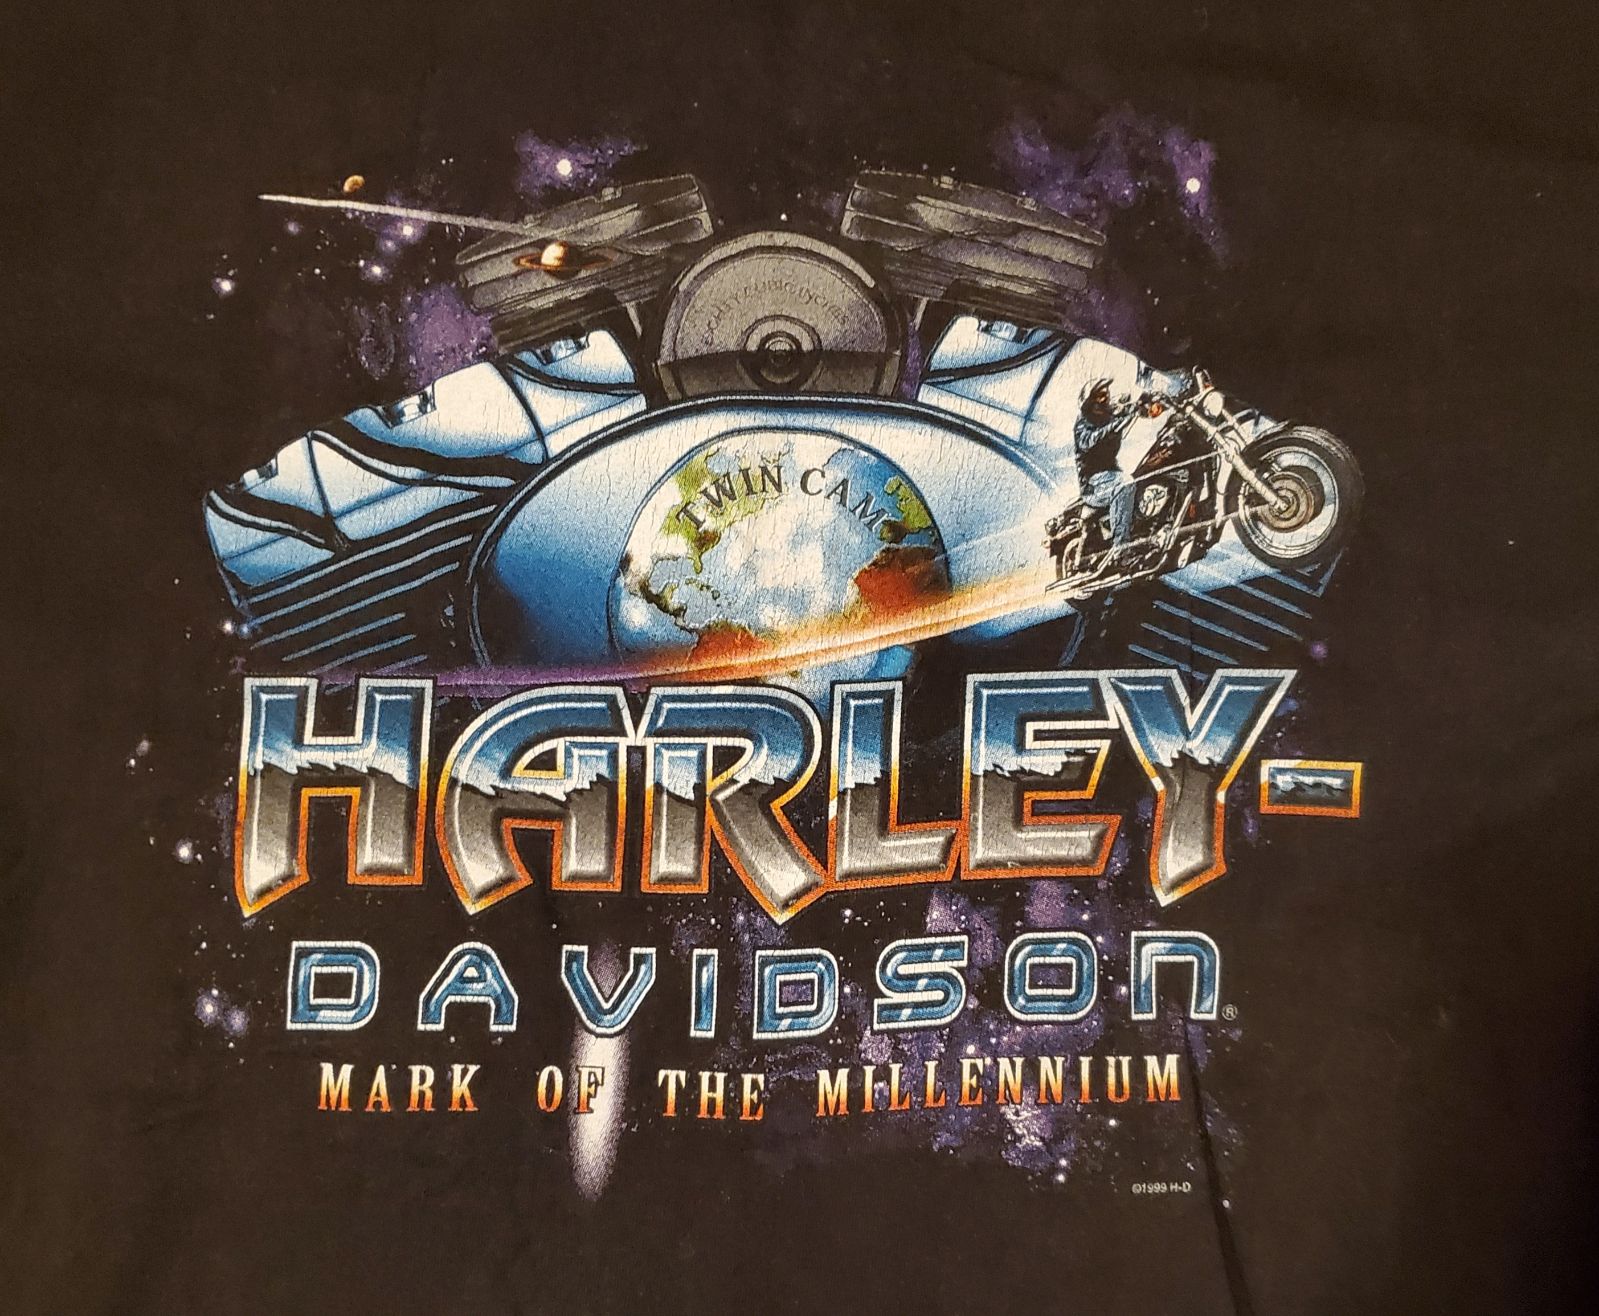 TWIN CAM
HARLEY-
DAVIDSON®
MARK OF THE MILLENNIUM
©1999 H-D